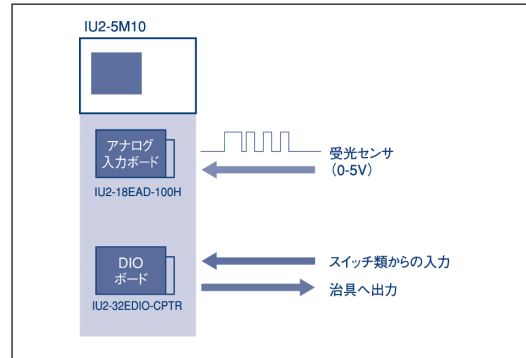 IU2-5M10
アナログ
入力ボード
IU2-18EAD-100H
受光センサ
(0-5V)
DIO
ボード
IU2-32EDIO-CPTR
スイッチ類からの入力
治具へ出力